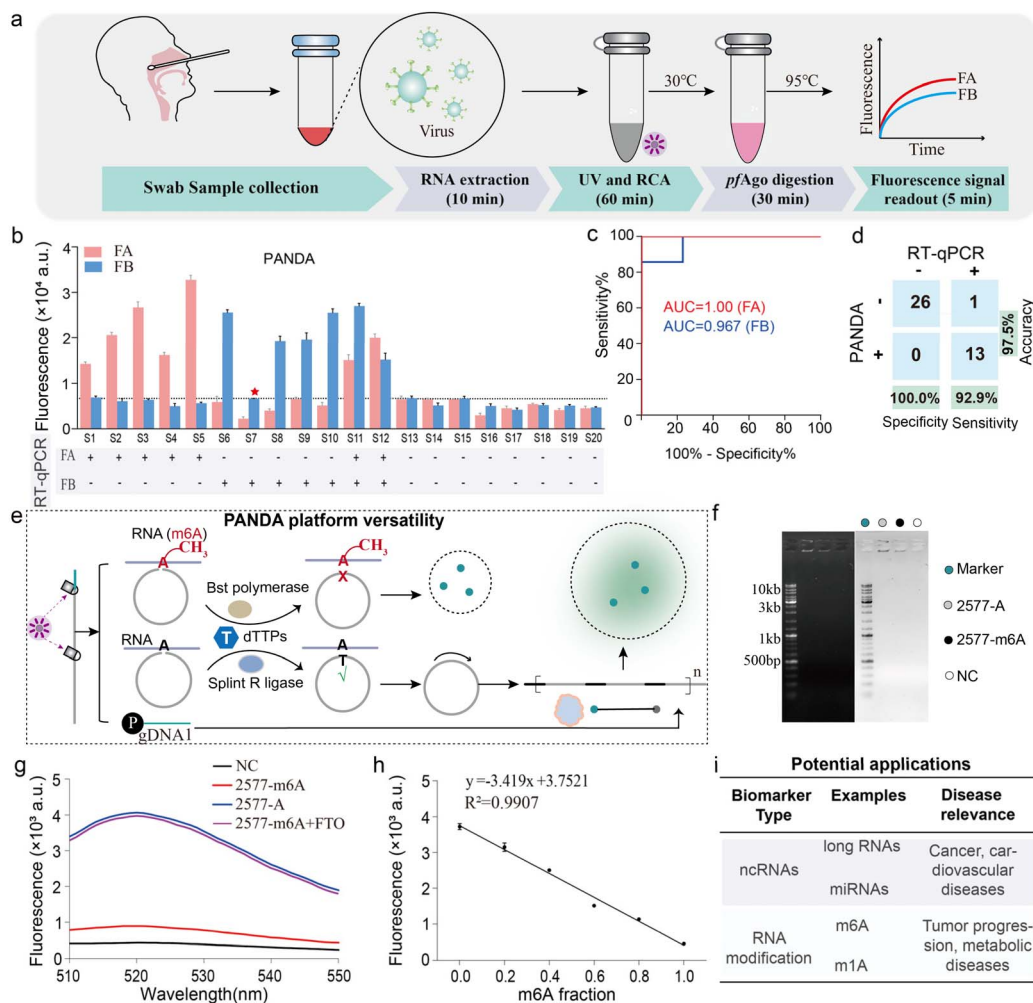 a
Virus
30℃
95℃
Fluorescence
FA
FB
Time
Swab Sample collection
RNA extraction
(10 min)
UV and RCA
(60 min)
pfAgo digestion
(30 min)
Fluorescence signal
readout (5 min)
b
PANDA
FA
FB
Fluorescence (×10⁴ a.u.)
4
3
2
1
0
S1 S2 S3 S4 S5 S6 S7 S8 S9 S10 S11 S12 S13 S14 S15 S16 S17 S18 S19 S20
RT-qPCR
FA + + + + + - - - - - + + - - - - - - - -
FB - - - - - + + + + + + + - - - - - - - -
c
Sensitivity%
100
80
60
40
20
0
AUC=1.00 (FA)
AUC=0.967 (FB)
20 40 60 80 100
100% - Specificity%
d
RT-qPCR
- +
PANDA
- 26 1
+ 0 13
97.5%
Accuracy
100.0% 92.9%
Specificity Sensitivity
e
PANDA platform versatility
RNA (m6A)
CH₃
A
Bst polymerase
CH₃
A
X
RNA
A
T dTTPs
Splint R ligase
A
T
√
n
P
gDNA1
f
10kb
3kb
1kb
500bp
10kb
3kb
1kb
500bp
Marker
2577-A
2577-m6A
NC
g
Fluorescence (×10³ a.u.)
5
4
3
2
1
0
NC
2577-m6A
2577-A
2577-m6A+FTO
510 520 530 540 550
Wavelength(nm)
h
Fluorescence (×10³ a.u.)
5
4
3
2
1
0
y=-3.419x+3.7521
R²=0.9907
0.0 0.2 0.4 0.6 0.8 1.0
m6A fraction
i
Potential applications
Biomarker
Type
Examples
Disease
relevance
ncRNAs
long RNAs
miRNAs
Cancer, car-
diovascular
diseases
RNA
modification
m6A
m1A
Tumor progres-
sion, metabolic
diseases